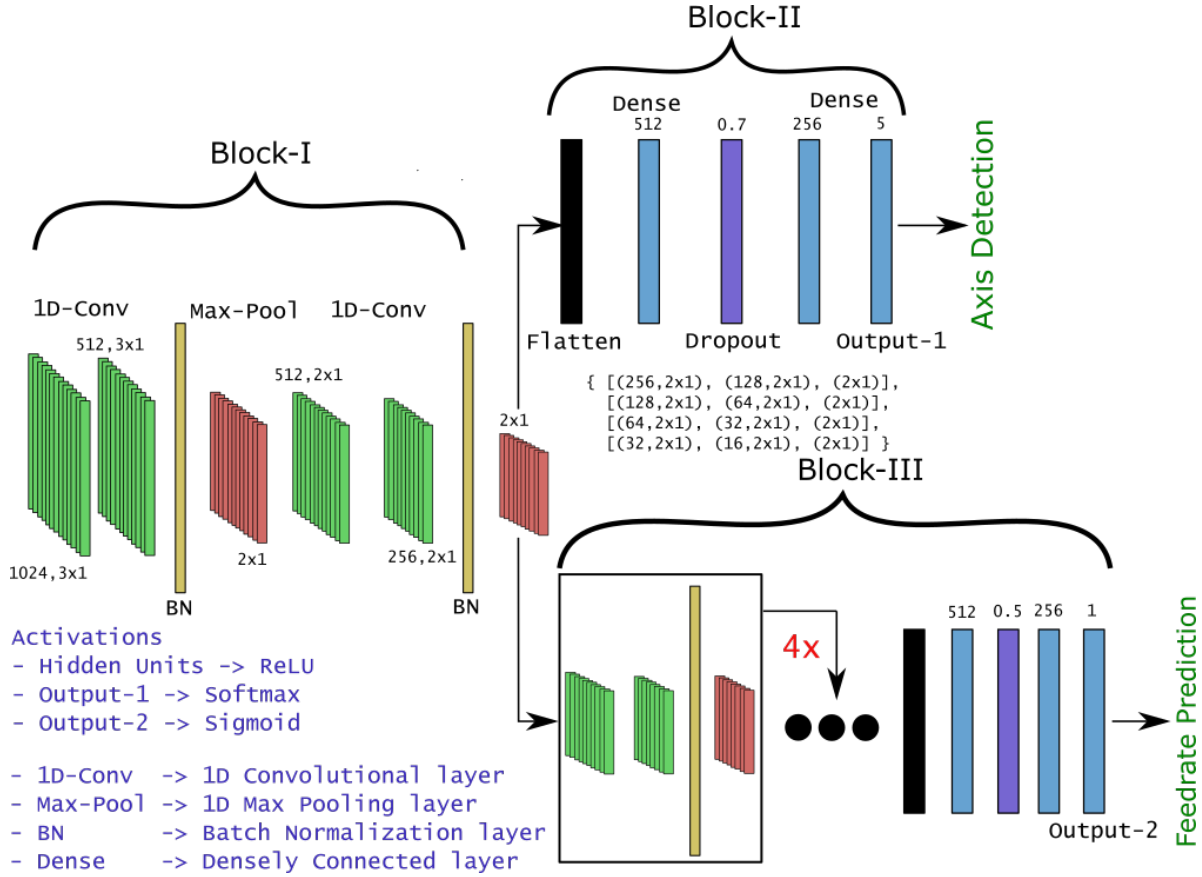 Block-II
Dense
Dense
512
0.7
256
5
Flatten
Dropout
Output-1
Axis Detection
Block-I
1D-Conv
Max-Pool
1D-Conv
512,3x1
512,2x1
2x1
1024,3x1
2x1
256,2x1
BN
BN
{ [(256,2x1), (128,2x1), (2x1)],
[(128,2x1), (64,2x1), (2x1)],
[(64,2x1), (32,2x1), (2x1)],
[(32,2x1), (16,2x1), (2x1)] }
Block-III
4x
512
0.5
256
1
Output-2
Feedrate Prediction
Activations
- Hidden Units -> ReLU
- Output-1 -> Softmax
- Output-2 -> Sigmoid
- 1D-Conv -> 1D Convolutional layer
- Max-Pool -> 1D Max Pooling layer
- BN -> Batch Normalization layer
- Dense -> Densely Connected layer